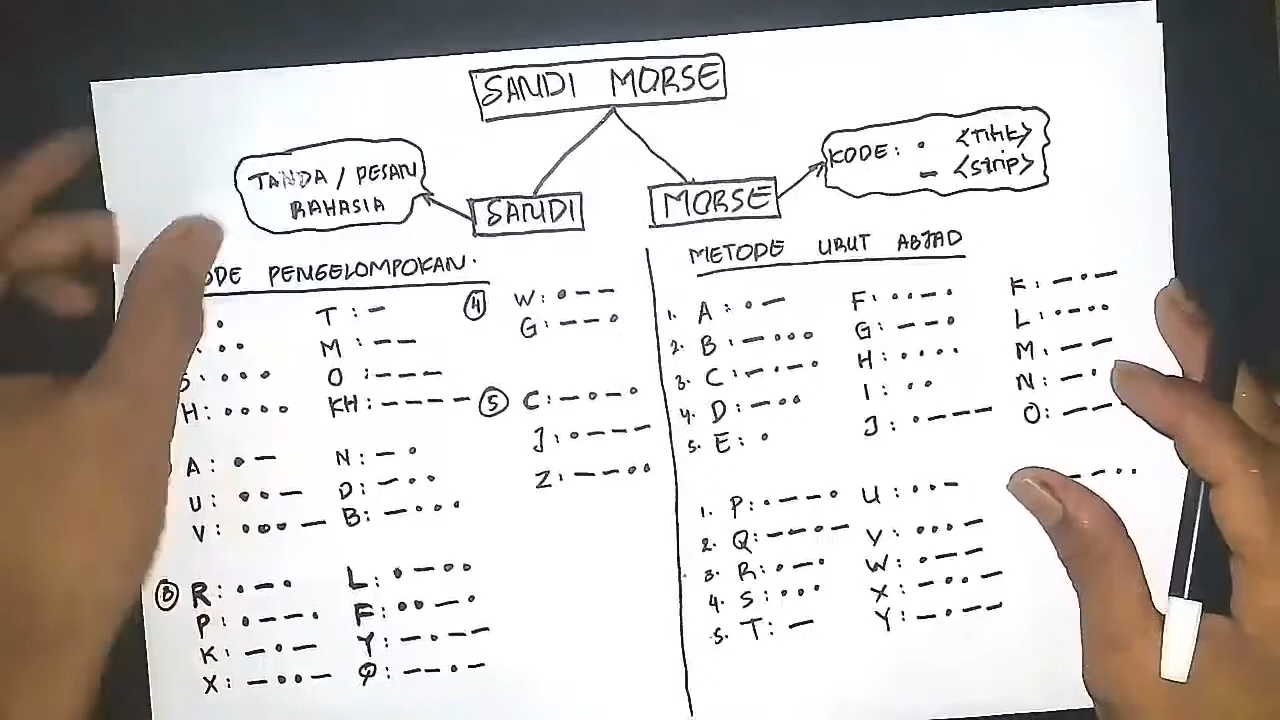 SANDI MORSE
TANDA / PESAN
RAHASIA
SANDI
MORSE
KODE: • <Titik>
– <strip>
PENGELOMPOKAN.
•
••
S: •••
H: ••••
T: –
M: ––
O: –––
KH: ––––
A: •–
U: ••–
V: •••–
N: –•
D: –••
B: –•••
③ R: •–•
P: •––•
K: –•–
X: –••–
L: •–••
F: ••–•
Y: –•––
Q: ––•–
④ W: •––
G: ––•
⑤ C: –•–•
J: •–––
Z: ––••
METODE URUT ABJAD
1. A: •–
2. B: –•••
3. C: –•–•
4. D: –••
5. E: •
F: ••–•
G: ––•
H: ••••
I: ••
J: •–––
K: –•–
L: •–••
M: ––
N: –•
O: –––
1. P: •––•
2. Q: ––•–
3. R: •–•
4. S: •••
5. T: –
U: ••–
V: •••–
W: •––
X: –••–
Y: –•––
––••